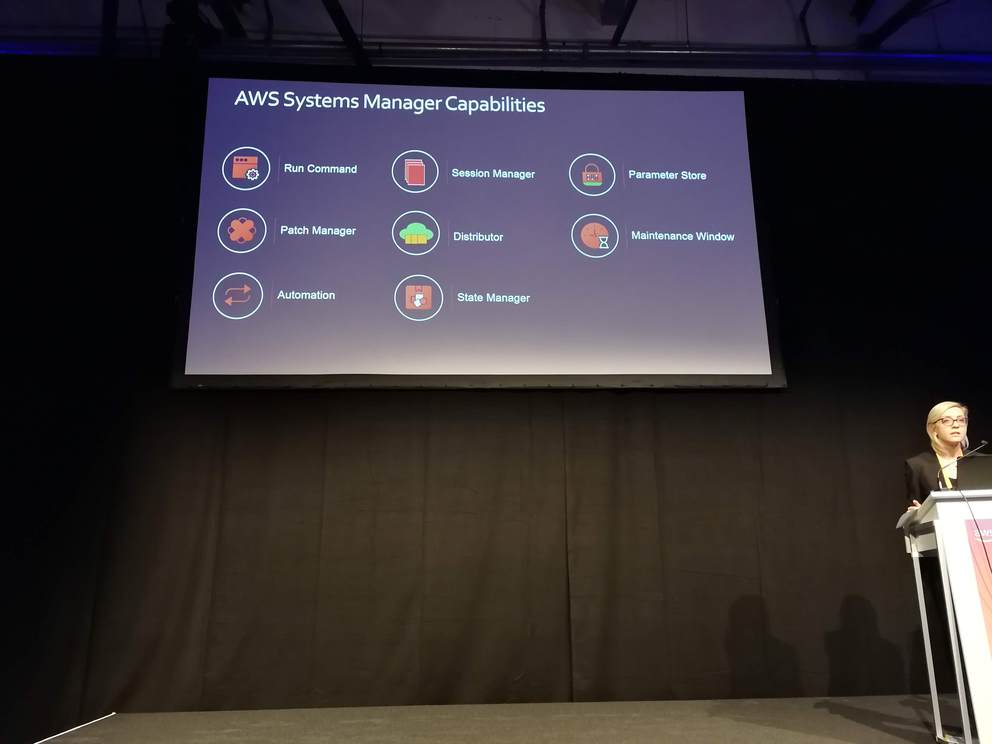 AWS Systems Manager Capabilities
Run Command
Session Manager
Parameter Store
Patch Manager
Distributor
Maintenance Window
Automation
State Manager